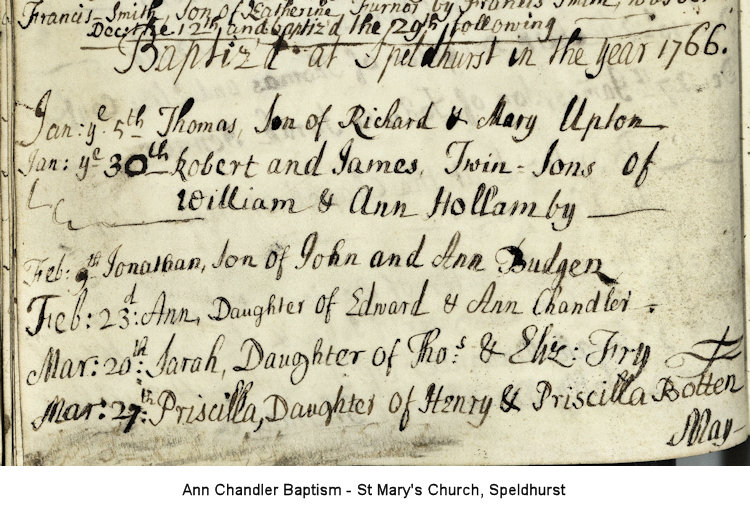 Francis Smith, Son of Katherine Turner by Francis Smith,
Dec: the 12th, and baptiz'd the 29th following
Baptiz'd at Speldhurst in the year 1766.
Jan: ye 5th Thomas, Son of Richard & Mary Upton
Jan: ye 30th Robert and James, Twin-Sons of
William & Ann Hollamby
Feb: 9th Jonathan, Son of John and Ann Budgen
Feb: 23d: Ann, Daughter of Edward & Ann Chandler.
Mar: 20th: Sarah, Daughter of Tho:s & Eliz: Fry
Mar: 27th: Priscilla, Daughter of Henry & Priscilla Botten
May
Ann Chandler Baptism - St Mary's Church, Speldhurst